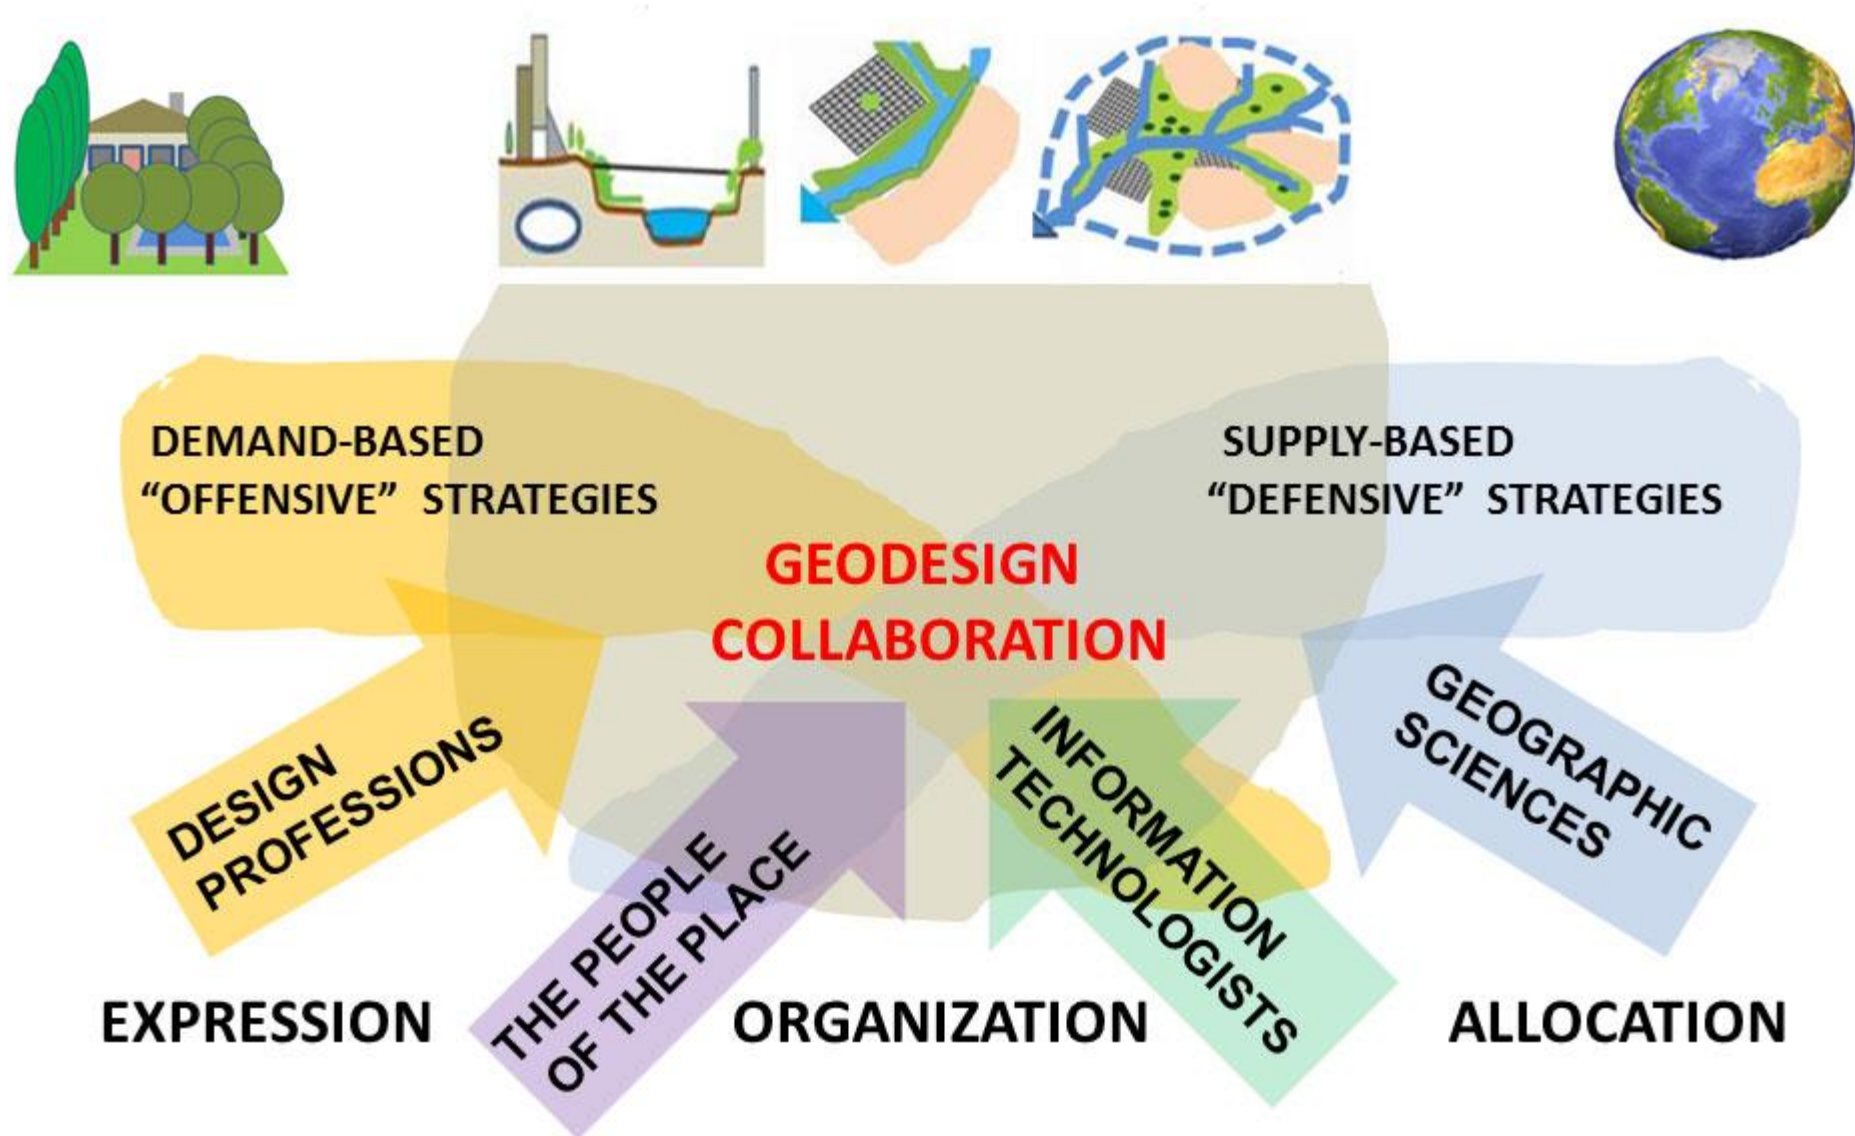 DEMAND-BASED
“OFFENSIVE” STRATEGIES
SUPPLY-BASED
“DEFENSIVE” STRATEGIES
GEODESIGN
COLLABORATION
DESIGN
PROFESSIONS
THE PEOPLE
OF THE PLACE
INFORMATION
TECHNOLOGISTS
GEOGRAPHIC
SCIENCES
EXPRESSION
ORGANIZATION
ALLOCATION